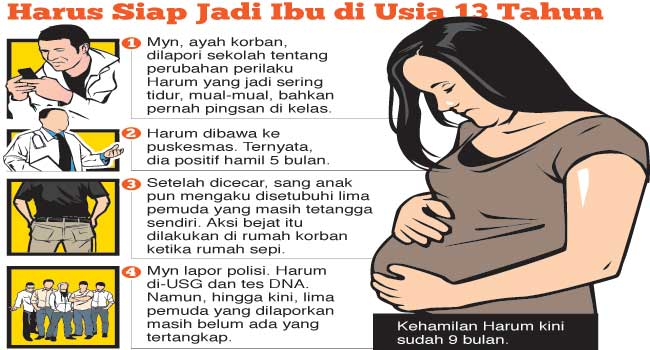 Harus Siap Jadi Ibu di Usia 13 Tahun
1 Myn, ayah korban,
dilapori sekolah tentang
perubahan perilaku
Harum yang jadi sering
tidur, mual-mual, bahkan
pernah pingsan di kelas.
2 Harum dibawa ke
puskesmas. Ternyata,
dia positif hamil 5 bulan.
3 Setelah dicecar, sang anak
pun mengaku disetubuhi lima
pemuda yang masih tetangga
sendiri. Aksi bejat itu
dilakukan di rumah korban
ketika rumah sepi.
4 Myn lapor polisi. Harum
di-USG dan tes DNA.
Namun, hingga kini, lima
pemuda yang dilaporkan
masih belum ada yang
tertangkap.
Kehamilan Harum kini
sudah 9 bulan.